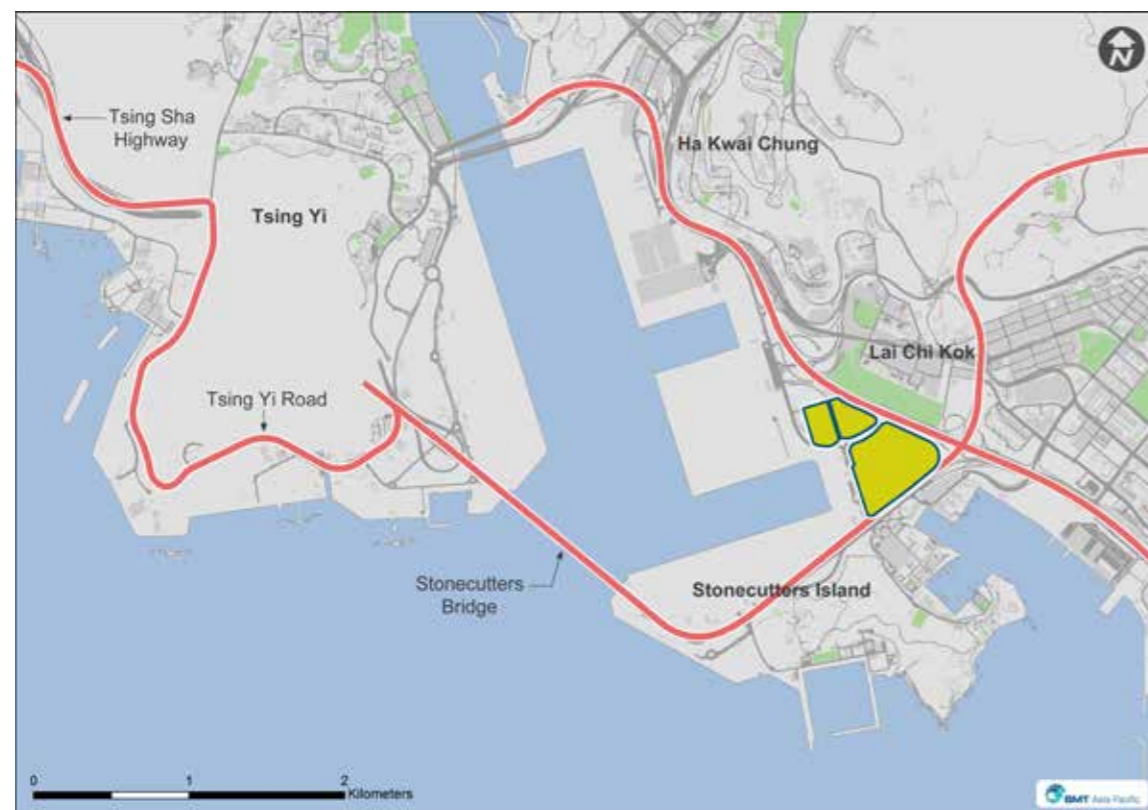 N
Tsing Sha
Highway
Ha Kwai Chung
Tsing Yi
Lai Chi Kok
Tsing Yi Road
Stonecutters
Bridge
Stonecutters Island
0 1 2
Kilometers
BMT Asia Pacific